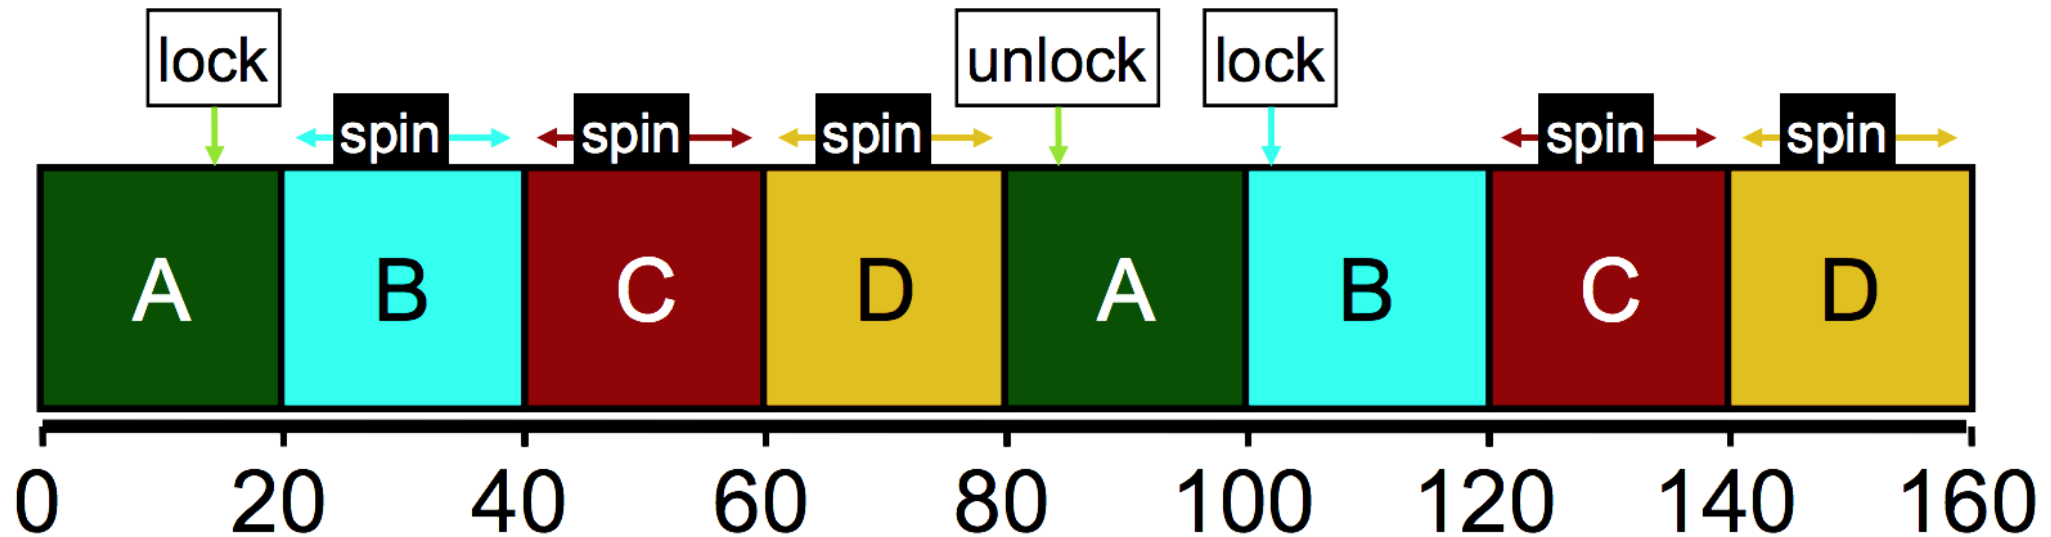 lock unlock lock
spin spin spin spin spin
A B C D A B C D
0 20 40 60 80 100 120 140 160